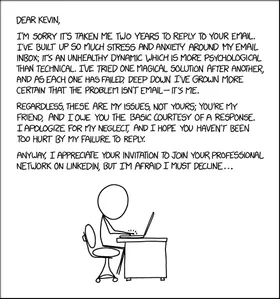 DEAR KEVIN,
I'M SORRY IT'S TAKEN ME TWO YEARS TO REPLY TO YOUR EMAIL.
I'VE BUILT UP SO MUCH STRESS AND ANXIETY AROUND MY EMAIL
INBOX; IT'S AN UNHEALTHY DYNAMIC WHICH IS MORE PSYCHOLOGICAL
THAN TECHNICAL. I'VE TRIED ONE MAGICAL SOLUTION AFTER ANOTHER,
AND AS EACH ONE HAS FAILED, DEEP DOWN I'VE GROWN MORE
CERTAIN THAT THE PROBLEM ISN'T EMAIL—IT'S ME.
REGARDLESS, THESE ARE MY ISSUES, NOT YOURS; YOU'RE MY
FRIEND, AND I OWE YOU THE BASIC COURTESY OF A RESPONSE.
I APOLOGIZE FOR MY NEGLECT, AND I HOPE YOU HAVEN'T BEEN
TOO HURT BY MY FAILURE TO REPLY.
ANYWAY, I APPRECIATE YOUR INVITATION TO JOIN YOUR PROFESSIONAL
NETWORK ON LINKEDIN, BUT I'M AFRAID I MUST DECLINE...